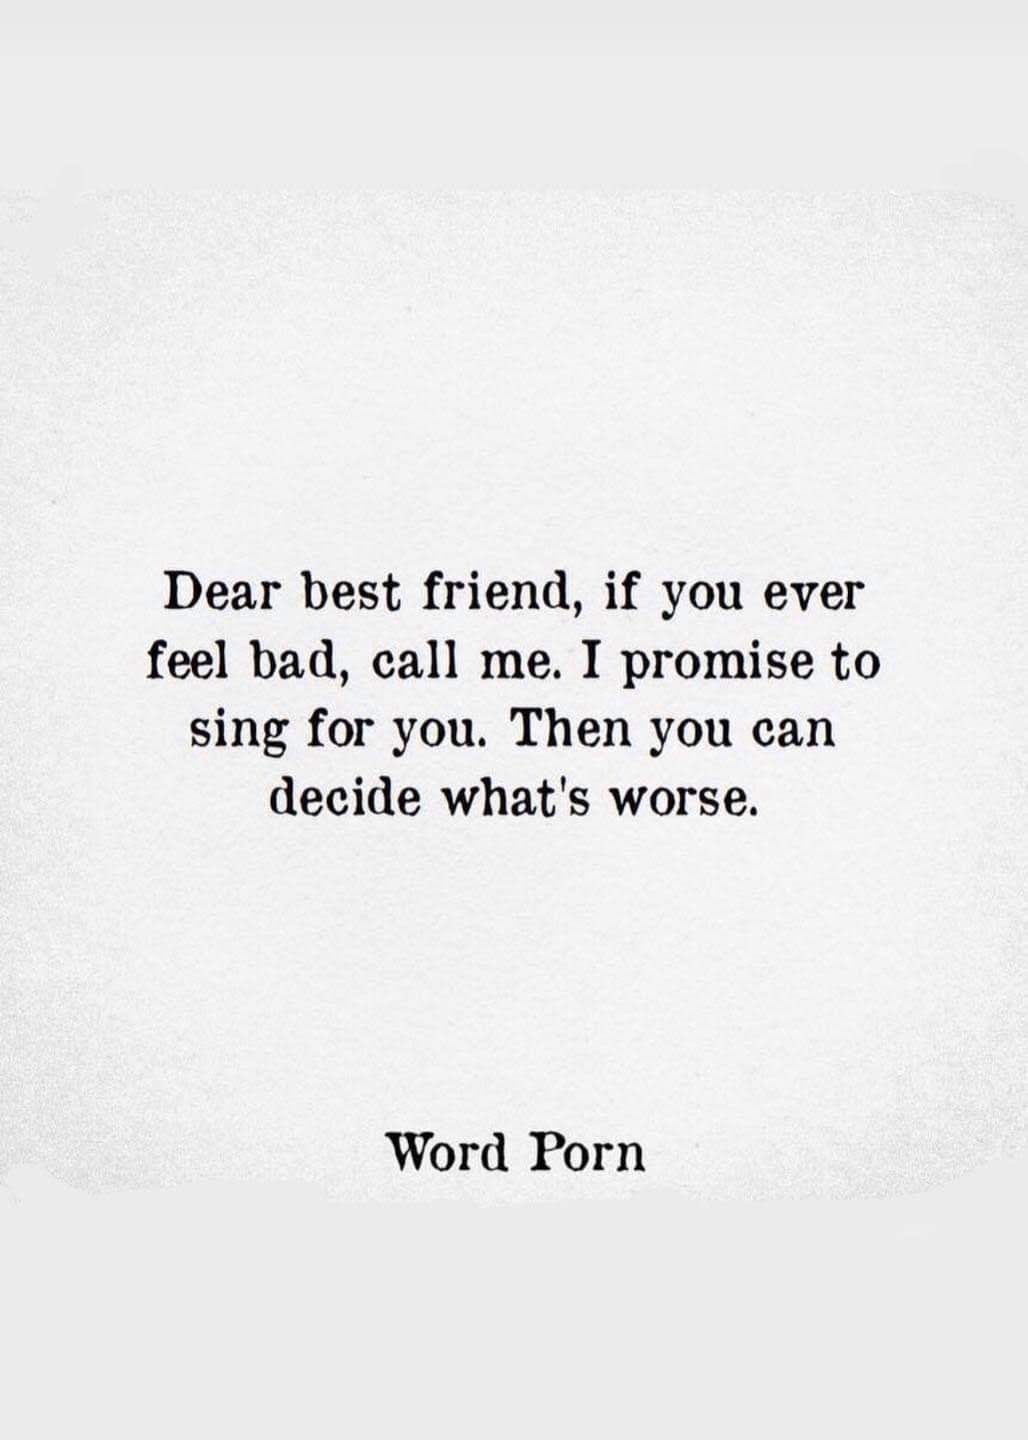 Dear best friend, if you ever
feel bad, call me. I promise to
sing for you. Then you can
decide what's worse.
Word Porn